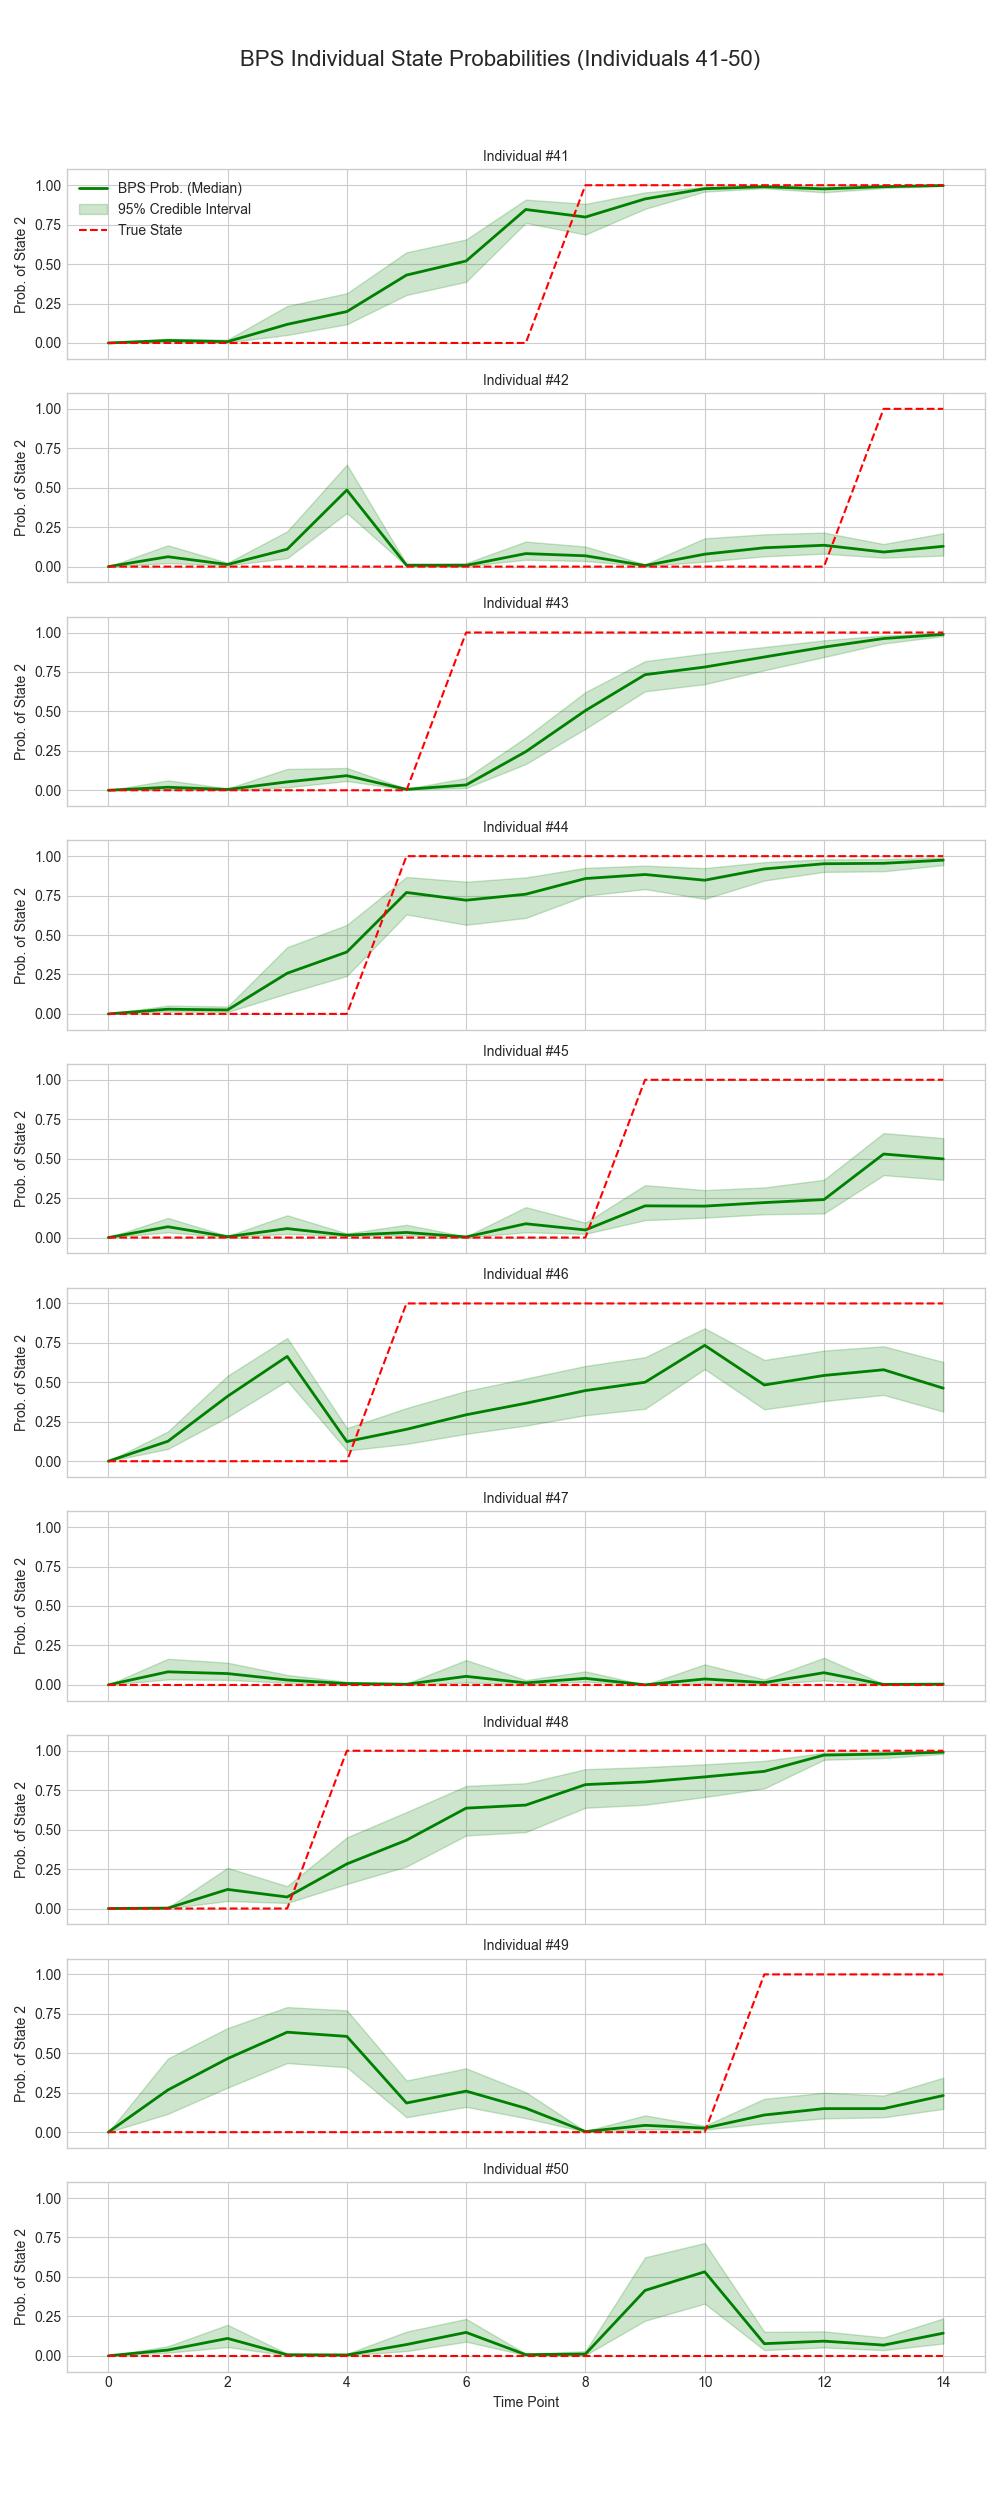 BPS Individual State Probabilities (Individuals 41-50)
Individual #41
BPS Prob. (Median)
95% Credible Interval
True State
Prob. of State 2
1.00
0.75
0.50
0.25
0.00
Individual #42
Prob. of State 2
1.00
0.75
0.50
0.25
0.00
Individual #43
Prob. of State 2
1.00
0.75
0.50
0.25
0.00
Individual #44
Prob. of State 2
1.00
0.75
0.50
0.25
0.00
Individual #45
Prob. of State 2
1.00
0.75
0.50
0.25
0.00
Individual #46
Prob. of State 2
1.00
0.75
0.50
0.25
0.00
Individual #47
Prob. of State 2
1.00
0.75
0.50
0.25
0.00
Individual #48
Prob. of State 2
1.00
0.75
0.50
0.25
0.00
Individual #49
Prob. of State 2
1.00
0.75
0.50
0.25
0.00
Individual #50
Prob. of State 2
1.00
0.75
0.50
0.25
0.00
0 2 4 6 8 10 12 14
Time Point